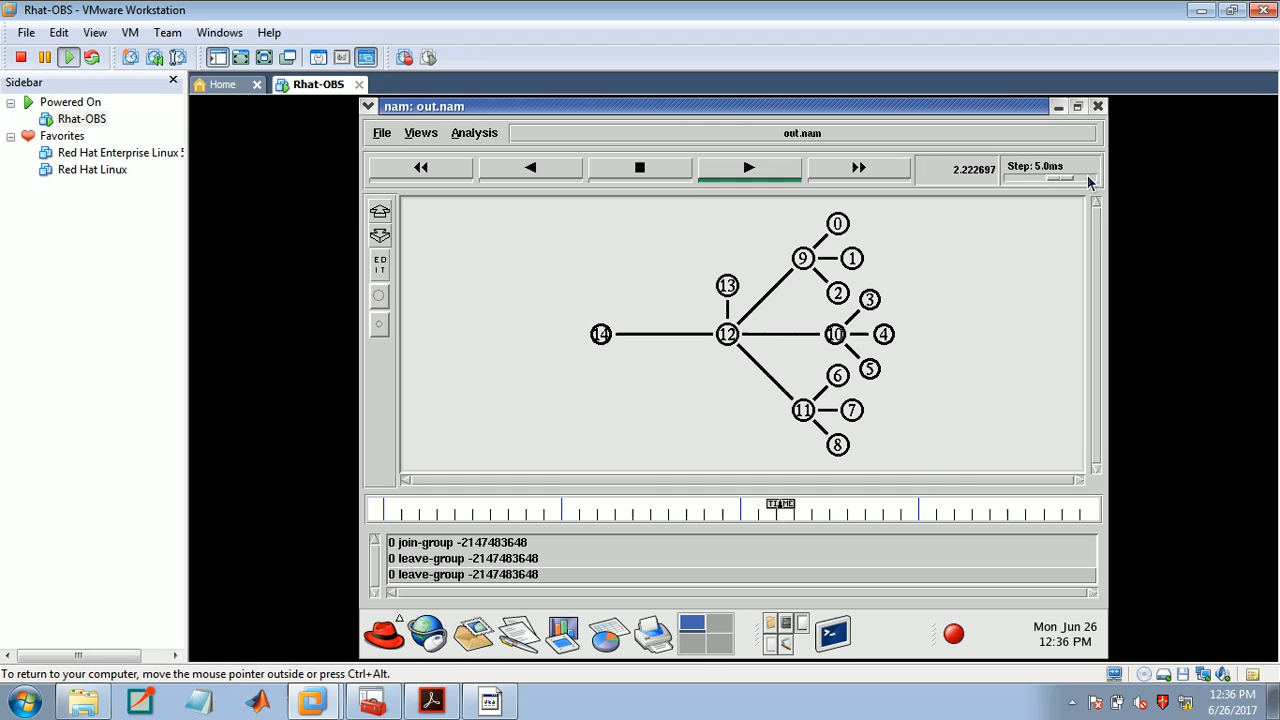 Rhat-OBS - VMware Workstation
File Edit View VM Team Windows Help
Sidebar
Home
Rhat-OBS
Powered On
Rhat-OBS
Favorites
Red Hat Enterprise Linux 5
Red Hat Linux
nam: out.nam
File Views Analysis
out.nam
2.222697
Step: 5.0ms
ED
IT
0
9
1
2
13
3
14
12
10
4
5
6
11
7
8
TIME
0 join-group -2147483648
0 leave-group -2147483648
0 leave-group -2147483648
Mon Jun 26
12:36 PM
To return to your computer, move the mouse pointer outside or press Ctrl+Alt.
12:36 PM
6/26/2017